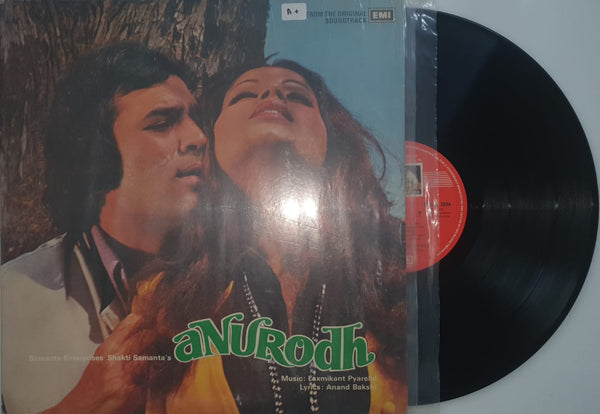 A+
FROM THE ORIGINAL
SOUNDTRACK
EMI
Samanta Enterprises Shakti Samanta's
aNURodh
Music: Laxmikant Pyarelal
Lyrics: Anand Bakshi